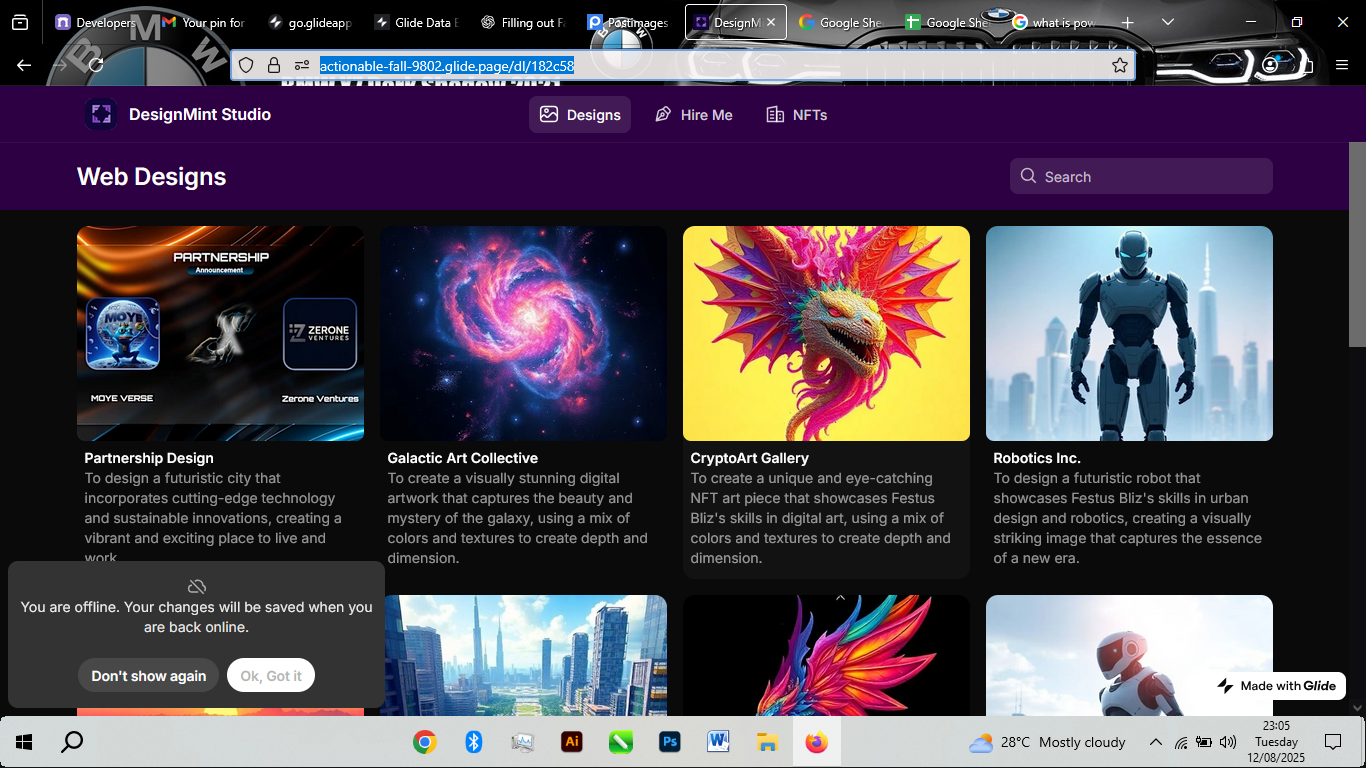 Developers
Your pin for
go.glideapp
Glide Data E
Filling out Fa
Postimages
DesignM
Google She
Google She
what is pow
actionable-fall-9802.glide.page/dl/182c58
DesignMint Studio
Designs
Hire Me
NFTs
Web Designs
Search
PARTNERSHIP
Announcement
MOYE
ZERONE
VENTURES
MOYE VERSE
Zerone Ventures
Partnership Design
To design a futuristic city that
incorporates cutting-edge technology
and sustainable innovations, creating a
vibrant and exciting place to live and
work.
Galactic Art Collective
To create a visually stunning digital
artwork that captures the beauty and
mystery of the galaxy, using a mix of
colors and textures to create depth and
dimension.
CryptoArt Gallery
To create a unique and eye-catching
NFT art piece that showcases Festus
Bliz's skills in digital art, using a mix of
colors and textures to create depth and
dimension.
Robotics Inc.
To design a futuristic robot that
showcases Festus Bliz's skills in urban
design and robotics, creating a visually
striking image that captures the essence
of a new era.
You are offline. Your changes will be saved when you
are back online.
Don't show again
Ok, Got it
Made with Glide
28°C Mostly cloudy
23:05
Tuesday
12/08/2025